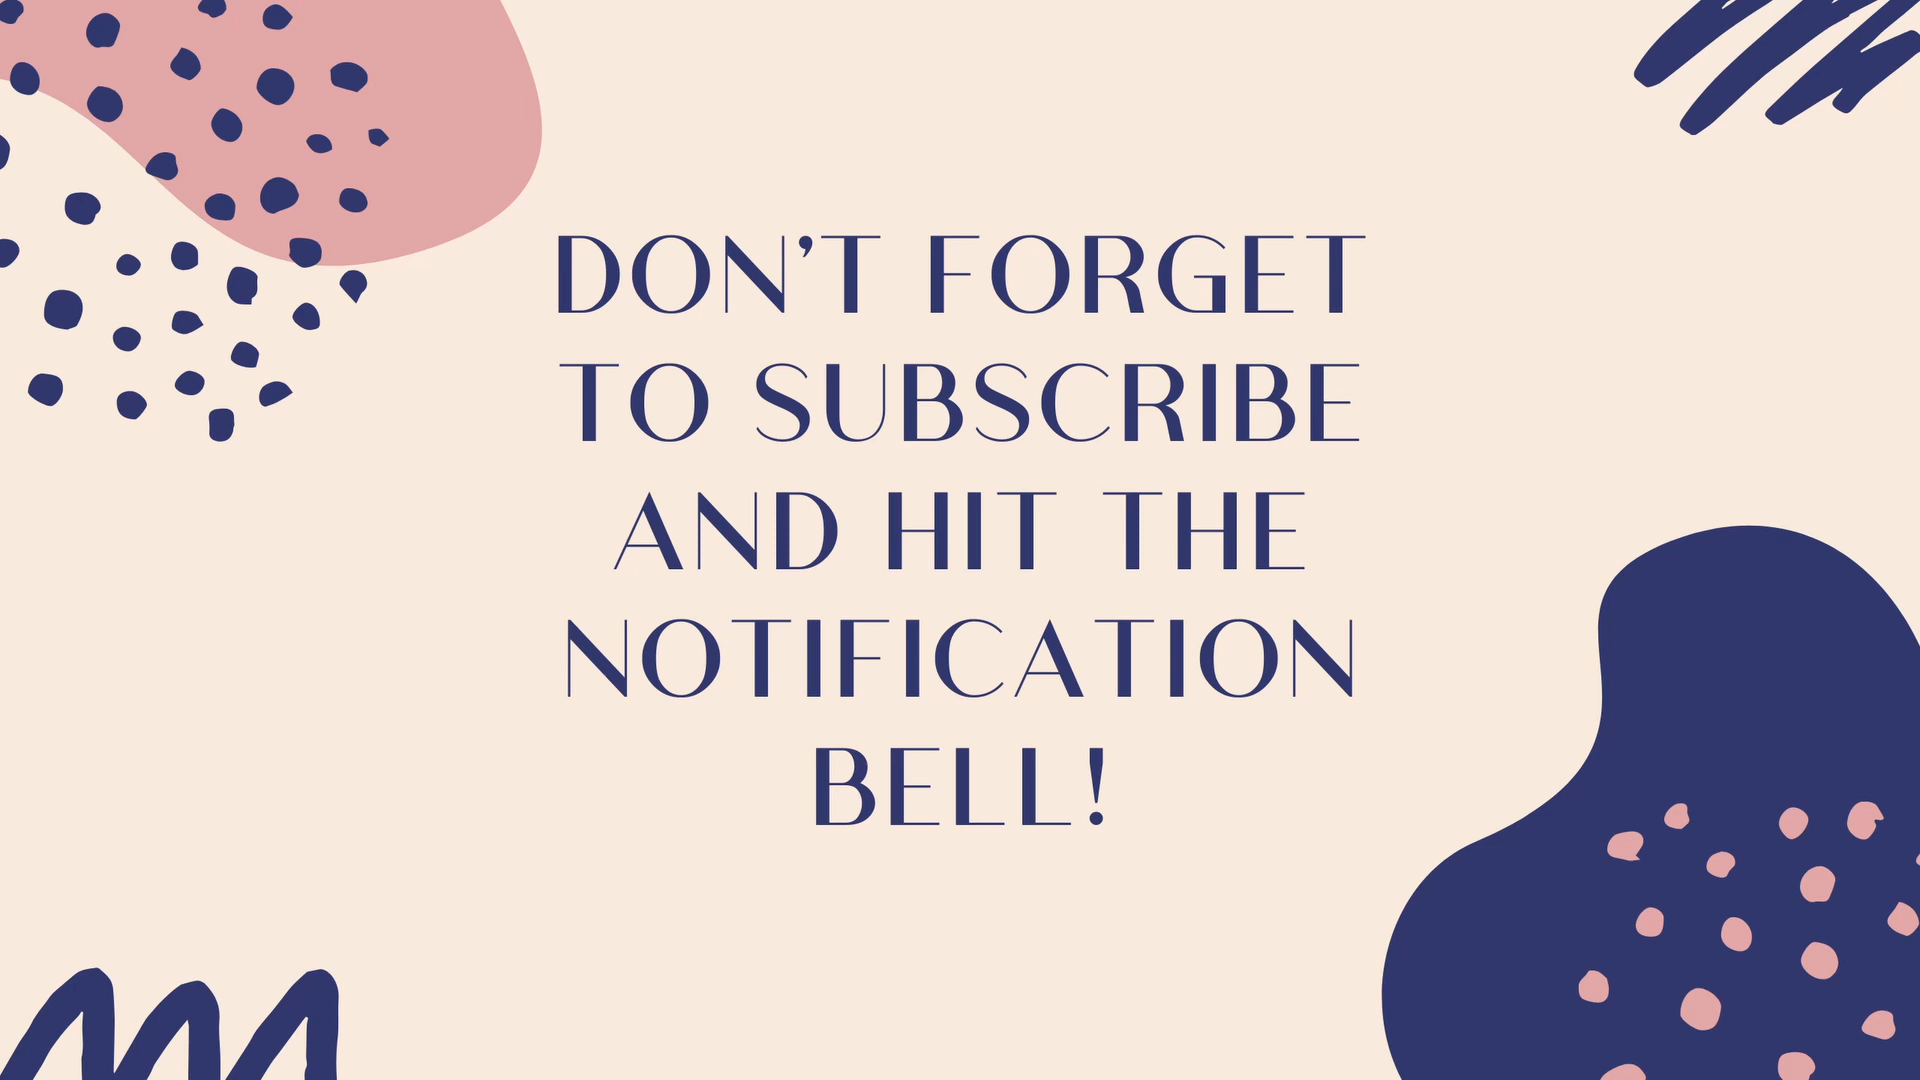 DON’T FORGET
TO SUBSCRIBE
AND HIT THE
NOTIFICATION
BELL!